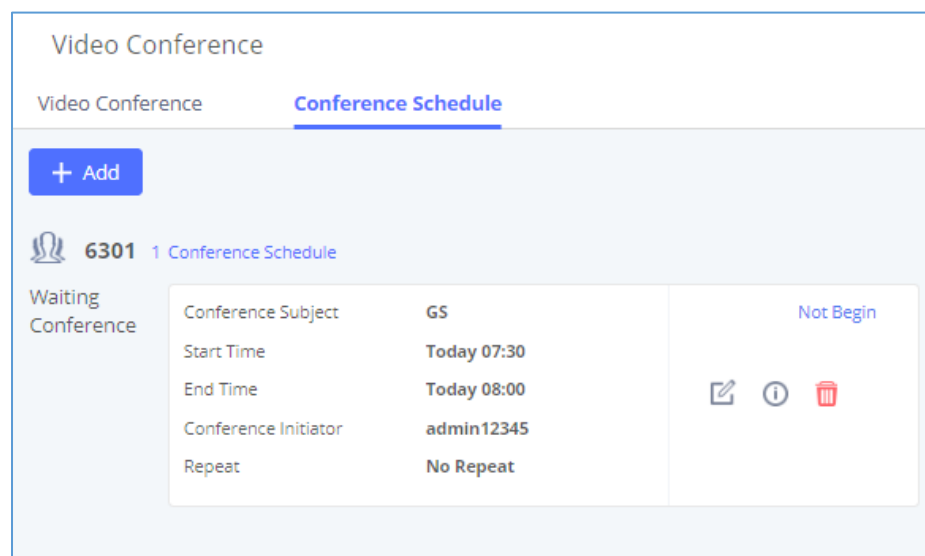 Video Conference
Video Conference Conference Schedule
+ Add
6301 1 Conference Schedule
Waiting
Conference
Conference Subject GS Not Begin
Start Time Today 07:30
End Time Today 08:00
Conference Initiator admin12345
Repeat No Repeat